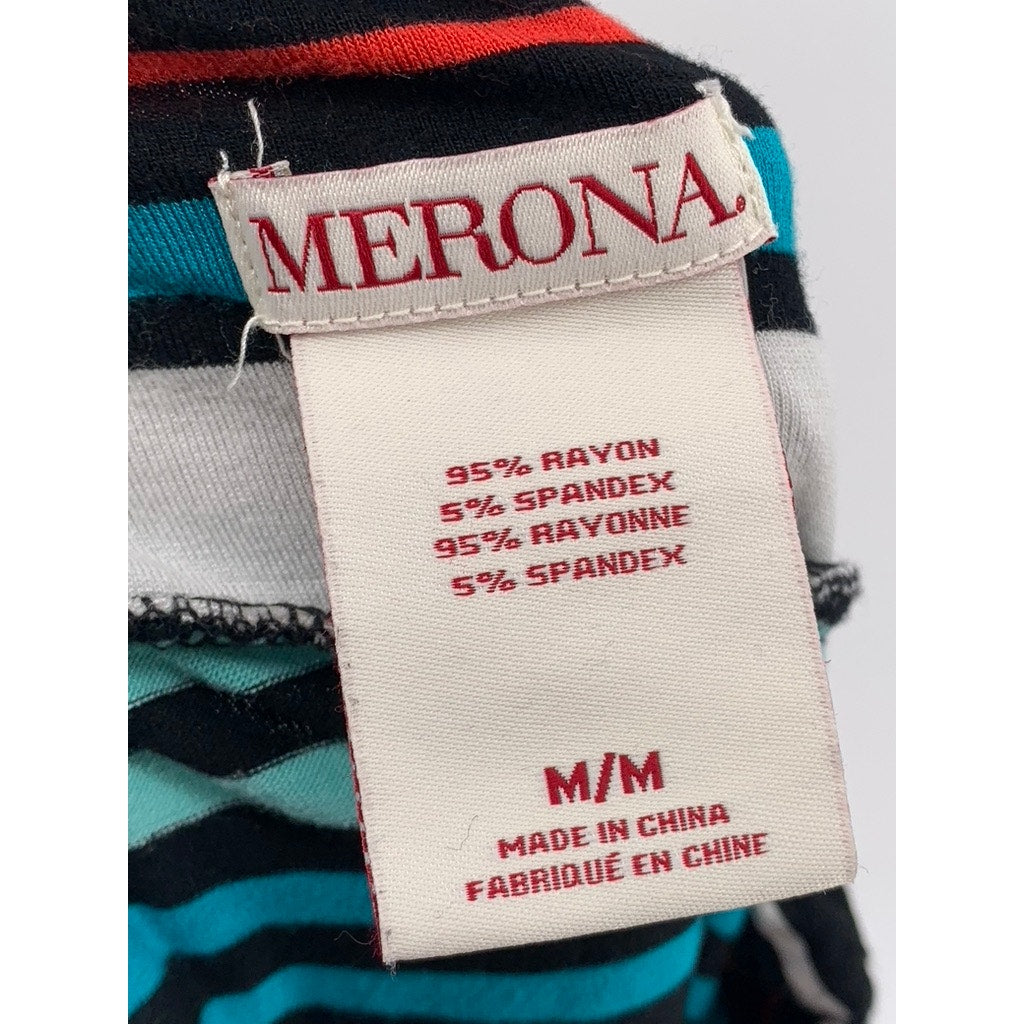 MERONA®
95% RAYON
5% SPANDEX
95% RAYONNE
5% SPANDEX
M/M
MADE IN CHINA
FABRIQUÉ EN CHINE